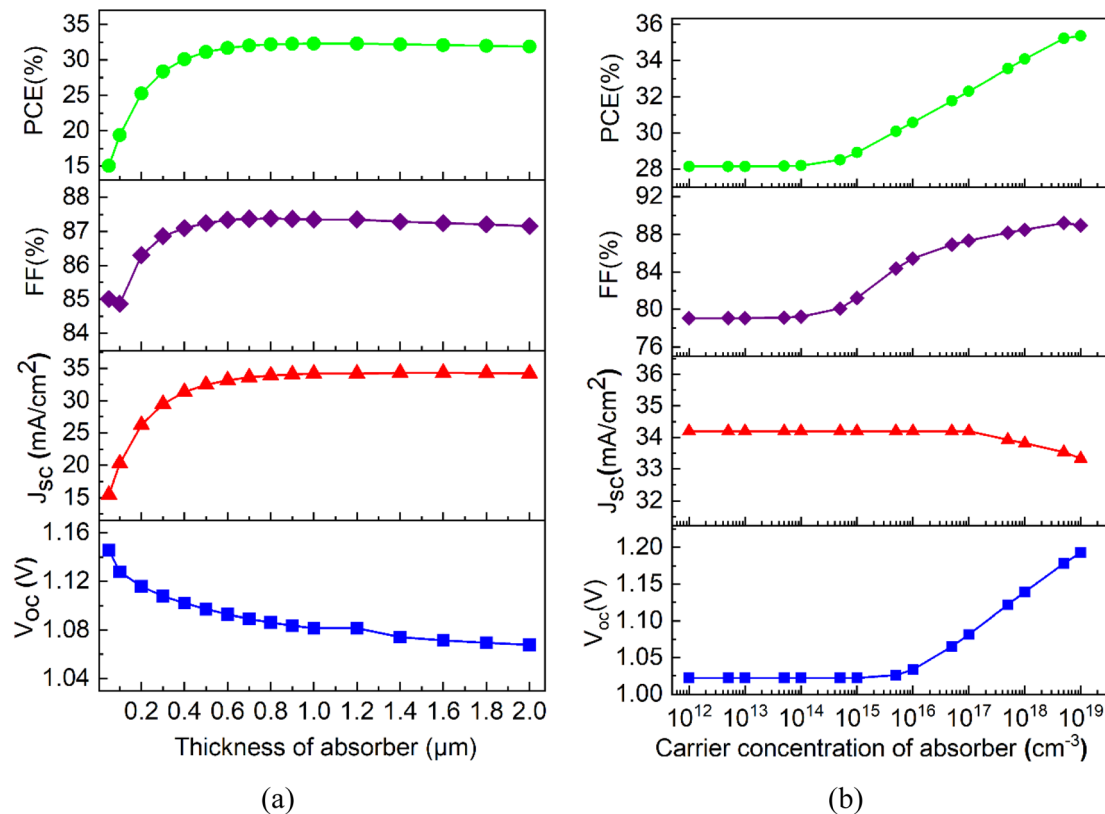 PCE(%)
35
30
25
20
15
FF(%)
88
87
86
85
84
J_SC (mA/cm²)
35
30
25
20
15
V_OC (V)
1.16
1.12
1.08
1.04
0.2 0.4 0.6 0.8 1.0 1.2 1.4 1.6 1.8 2.0
Thickness of absorber (μm)
(a)
PCE(%)
36
34
32
30
28
FF(%)
92
88
84
80
76
J_SC(mA/cm²)
36
35
34
33
32
V_oc(V)
1.20
1.15
1.10
1.05
1.00
10¹² 10¹³ 10¹⁴ 10¹⁵ 10¹⁶ 10¹⁷ 10¹⁸ 10¹⁹
Carrier concentration of absorber (cm⁻³)
(b)